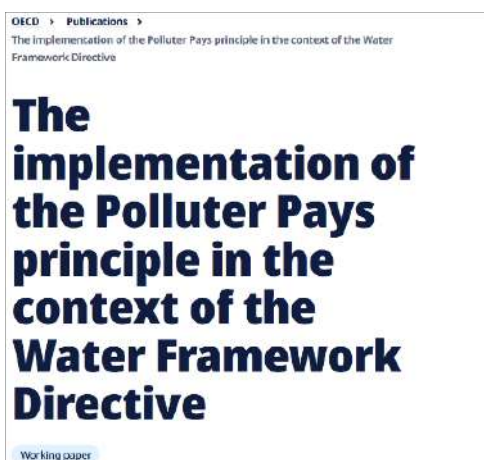 OECD > Publications >
The implementation of the Polluter Pays principle in the context of the Water
Framework Directive
The
implementation of
the Polluter Pays
principle in the
context of the
Water Framework
Directive
Working paper